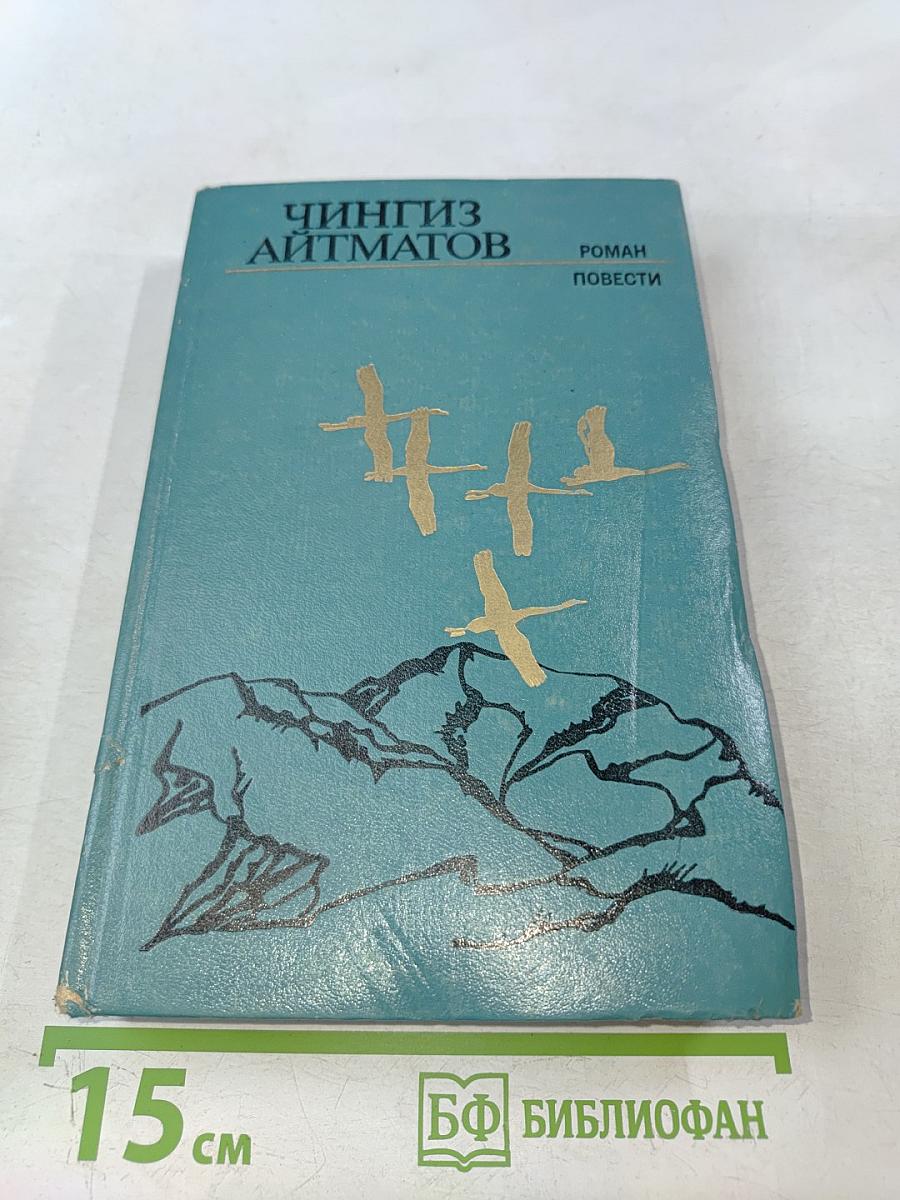 ЧИНГИЗ
АЙТМАТОВ
РОМАН
ПОВЕСТИ
15 см
БФ БИБЛИОФАН